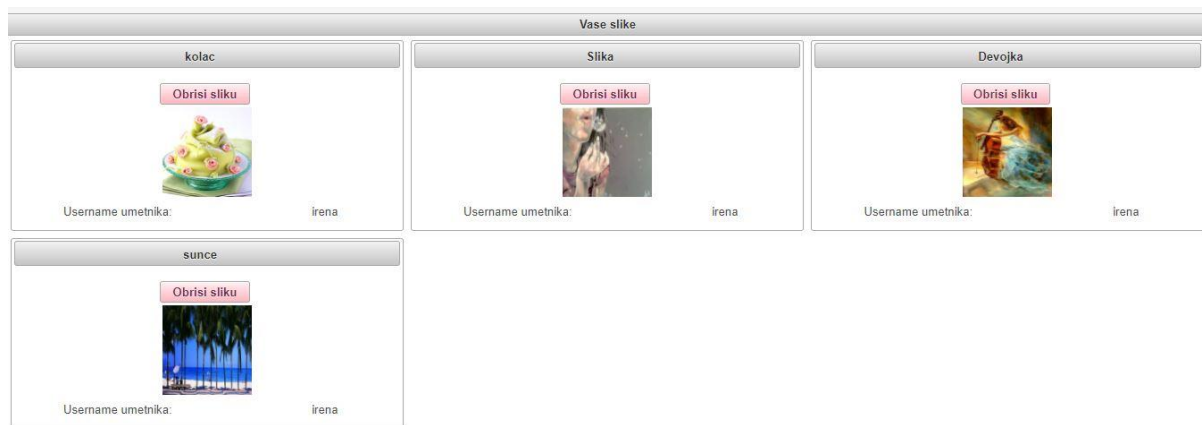 Vase slike
kolac
Obrisi sliku
Username umetnika: irena
Slika
Obrisi sliku
Username umetnika: irena
Devojka
Obrisi sliku
Username umetnika: irena
sunce
Obrisi sliku
Username umetnika: irena